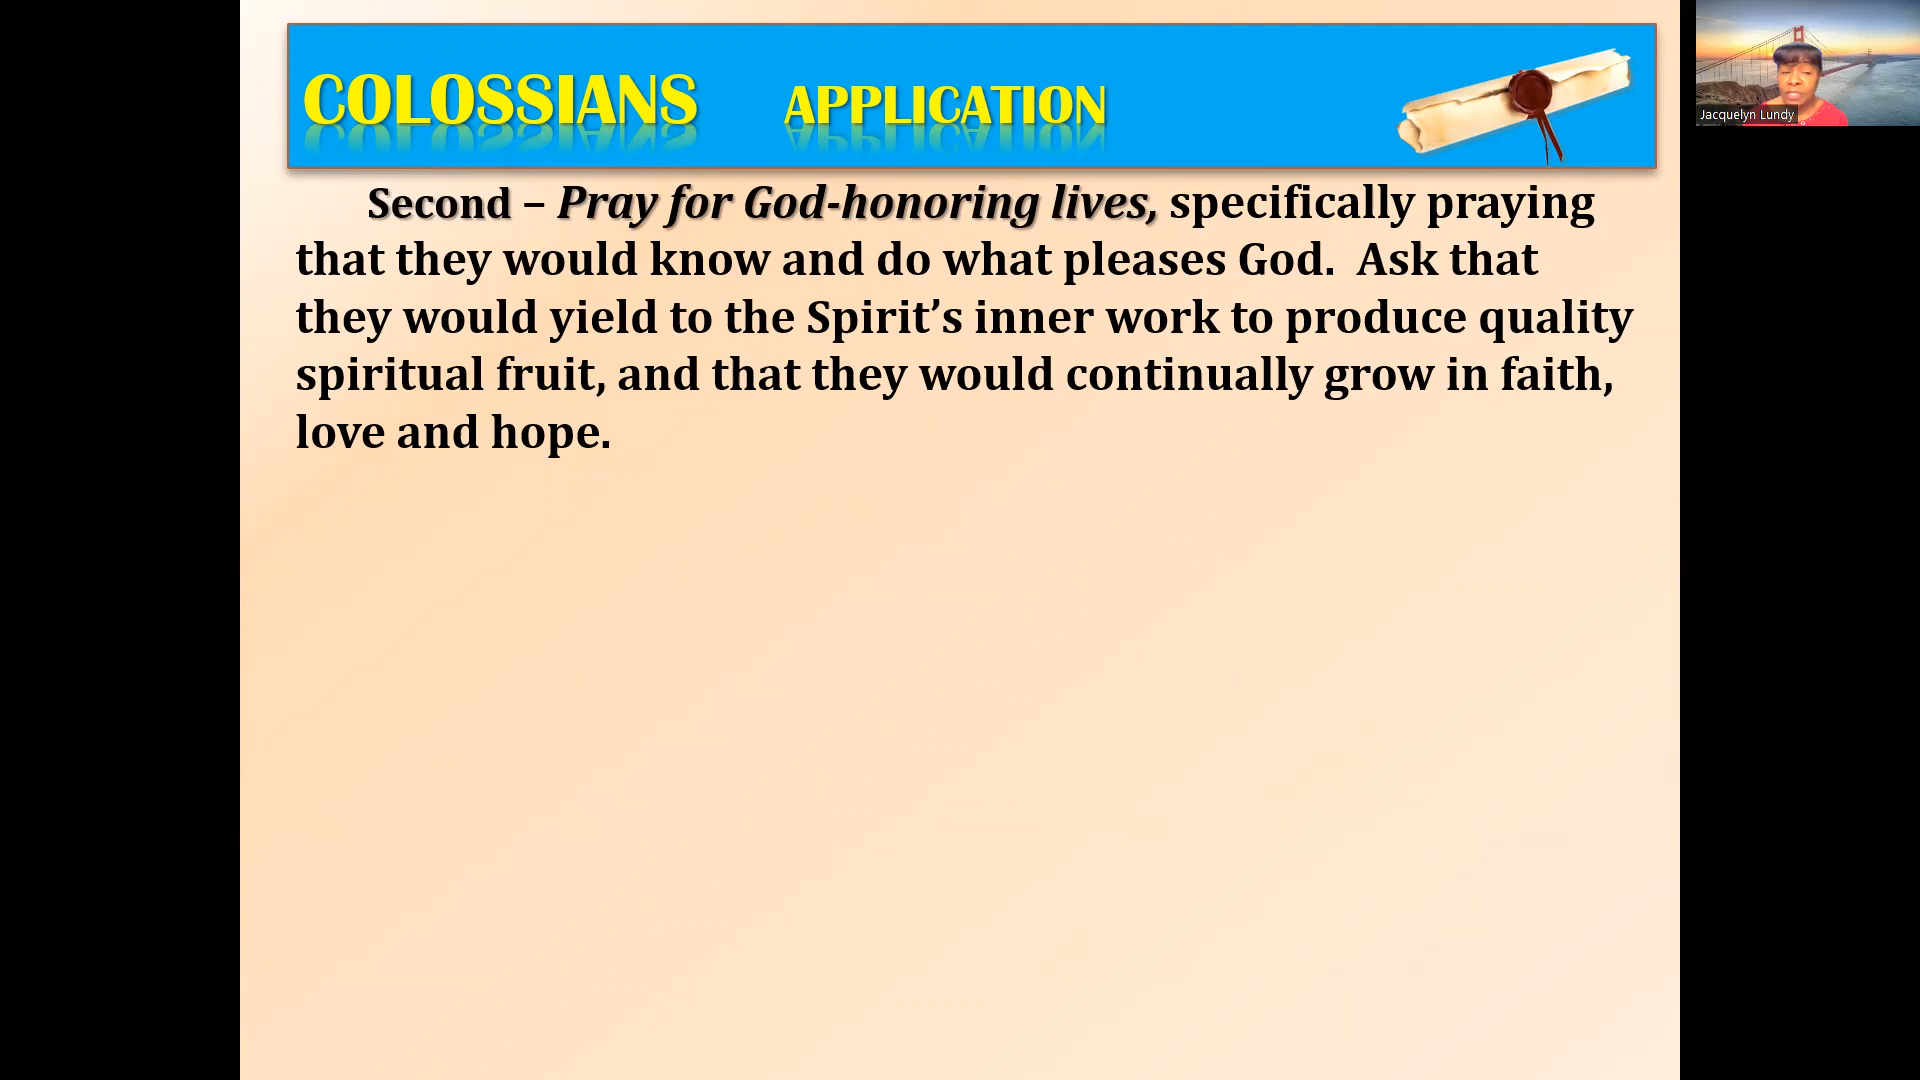 COLOSSIANS APPLICATION
Jacquelyn Lundy
Second – Pray for God-honoring lives, specifically praying
that they would know and do what pleases God.  Ask that
they would yield to the Spirit’s inner work to produce quality
spiritual fruit, and that they would continually grow in faith,
love and hope.